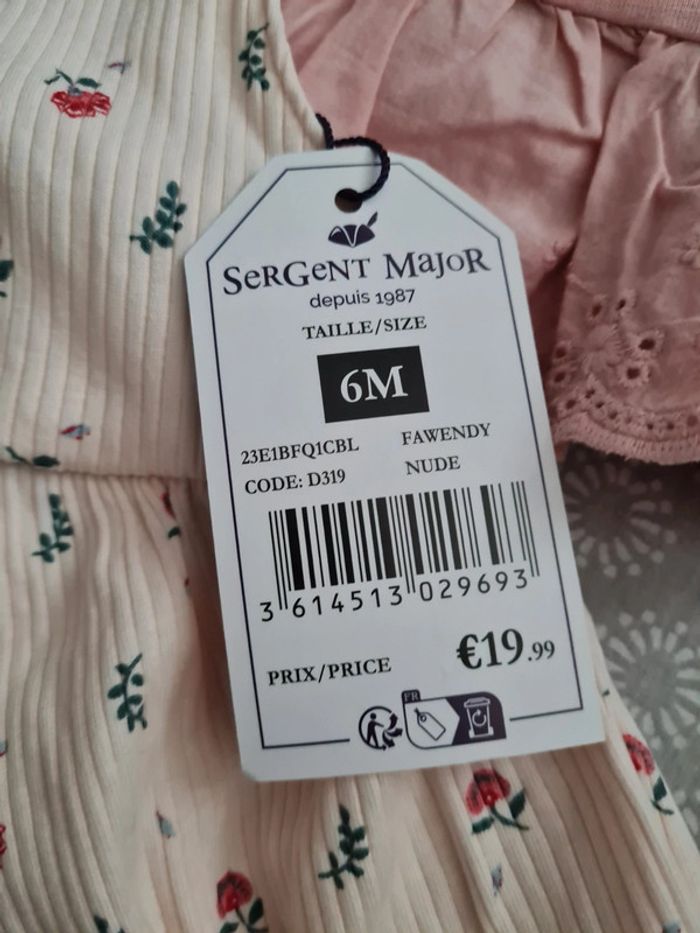 SERGENT MAJOR
depuis 1987
TAILLE/SIZE
6M
23E1BFQ1CBL FAWENDY
CODE: D319 NUDE
3 614513 029693
PRIX/PRICE €19.99
FR